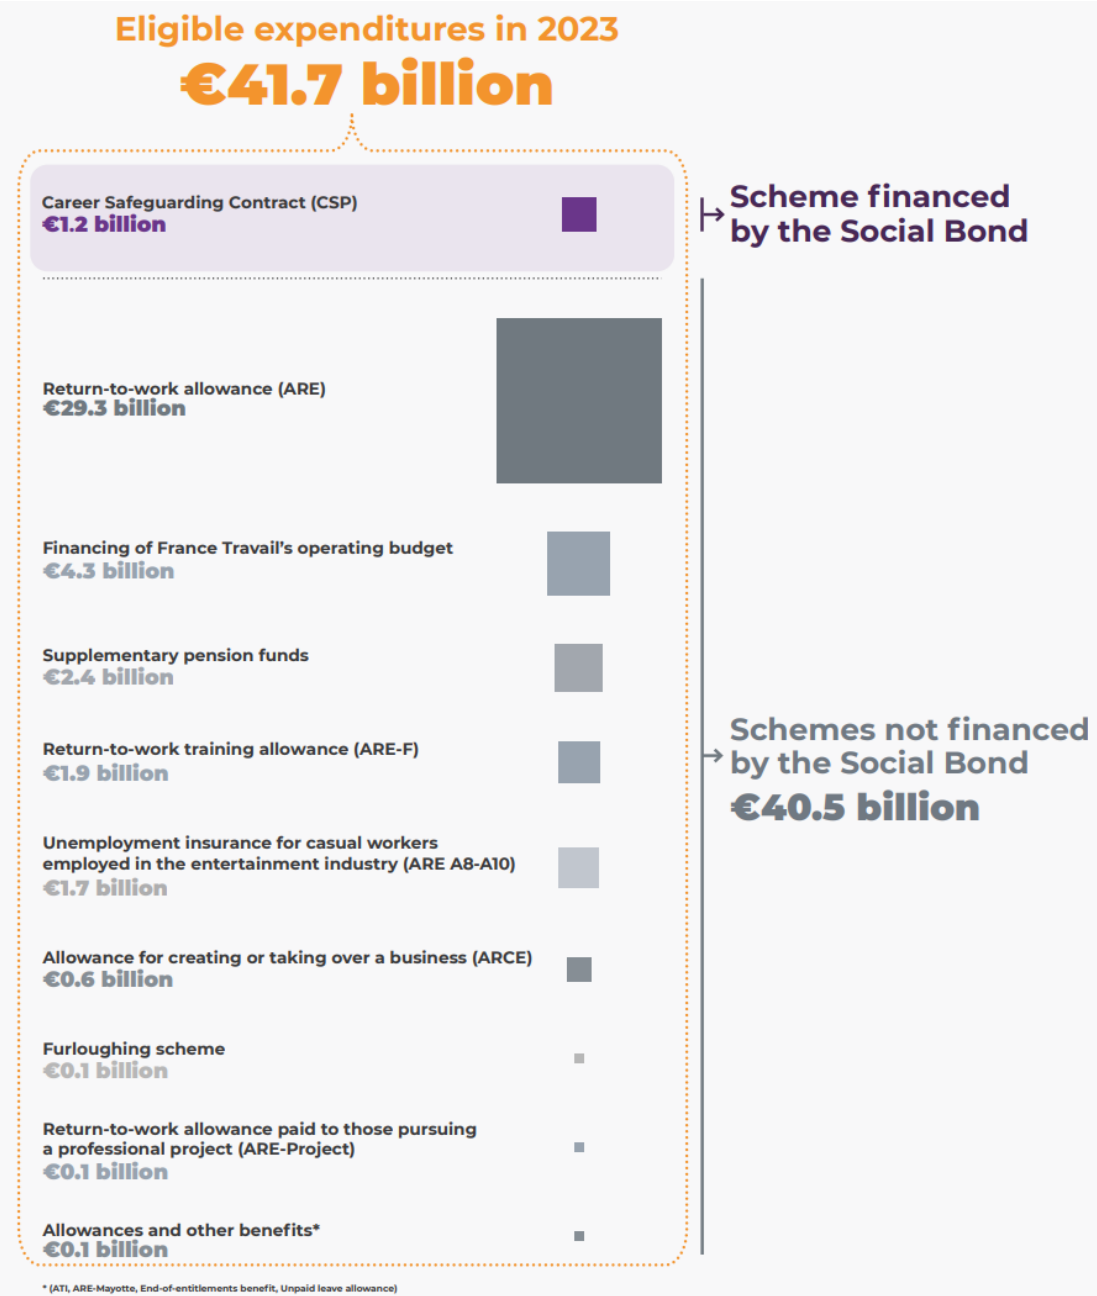 Eligible expenditures in 2023
€41.7 billion
Career Safeguarding Contract (CSP)
€1.2 billion
Scheme financed
by the Social Bond
Return-to-work allowance (ARE)
€29.3 billion
Financing of France Travail's operating budget
€4.3 billion
Supplementary pension funds
€2.4 billion
Return-to-work training allowance (ARE-F)
€1.9 billion
Schemes not financed
by the Social Bond
€40.5 billion
Unemployment insurance for casual workers
employed in the entertainment industry (ARE A8-A10)
€1.7 billion
Allowance for creating or taking over a business (ARCE)
€0.6 billion
Furloughing scheme
€0.1 billion
Return-to-work allowance paid to those pursuing
a professional project (ARE-Project)
€0.1 billion
Allowances and other benefits*
€0.1 billion
* (ATI, ARE-Mayotte, End-of-entitlements benefit, Unpaid leave allowance)